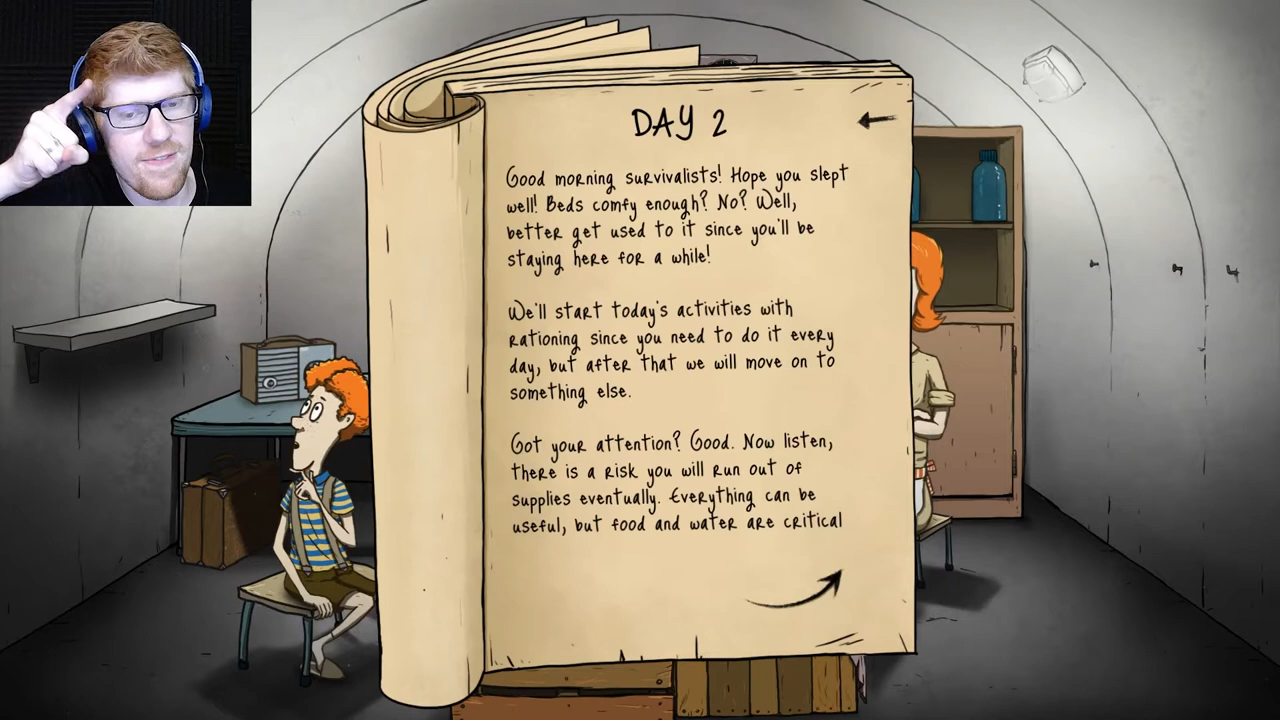 DAY 2
Good morning survivalists! Hope you slept
well! Beds comfy enough? No? Well,
better get used to it since you'll be
staying here for a while!
We'll start today's activities with
rationing since you need to do it every
day, but after that we will move on to
something else.
Got your attention? Good. Now listen,
there is a risk you will run out of
supplies eventually. Everything can be
useful, but food and water are critical